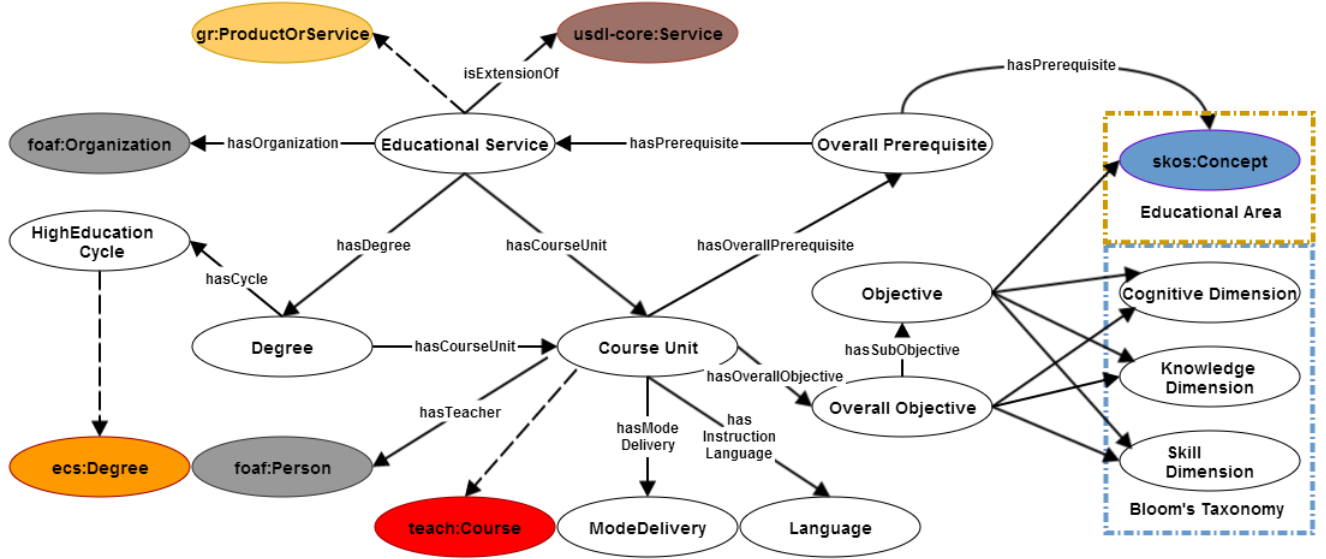 gr:ProductOrService
usdl-core:Service
isExtensionOf
hasPrerequisite
foaf:Organization
hasOrganization
Educational Service
hasPrerequisite
Overall Prerequisite
skos:Concept
Educational Area
HighEducation
Cycle
hasDegree
hasCourseUnit
hasOverallPrerequisite
hasCycle
Objective
Cognitive Dimension
Degree
hasCourseUnit
Course Unit
hasSubObjective
hasOverallObjective
Knowledge
Dimension
Overall Objective
hasTeacher
hasMode
Delivery
has
Instruction
Language
ecs:Degree
foaf:Person
Skill
Dimension
Bloom's Taxonomy
teach:Course
ModeDelivery
Language